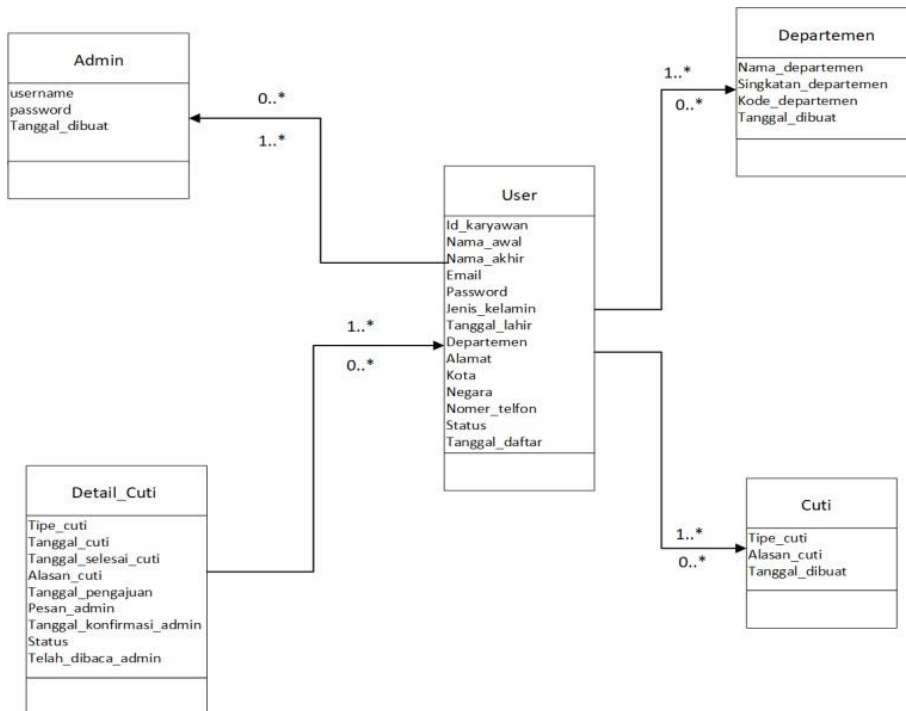 Admin
username
password
Tanggal_dibuat
0..*
1..*
Departemen
Nama_departemen
Singkatan_departemen
Kode_departemen
Tanggal_dibuat
1..*
0..*
User
Id_karyawan
Nama_awal
Nama_akhir
Email
Password
Jenis_kelamin
Tanggal_lahir
Departemen
Alamat
Kota
Negara
Nomer_telfon
Status
Tanggal_daftar
1..*
0..*
Detail_Cuti
Tipe_cuti
Tanggal_cuti
Tanggal_selesai_cuti
Alasan_cuti
Tanggal_pengajuan
Pesan_admin
Tanggal_konfirmasi_admin
Status
Telah_dibaca_admin
1..*
0..*
Cuti
Tipe_cuti
Alasan_cuti
Tanggal_dibuat